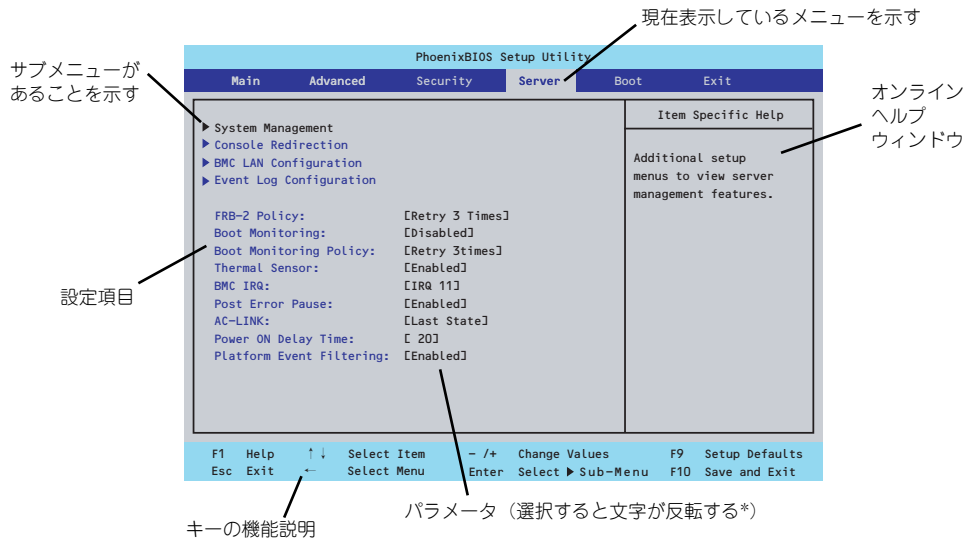 現在表示しているメニューを示す
サブメニューが
あることを示す
PhoenixBIOS Setup Utility
Main Advanced Security Server Boot Exit
オンライン
ヘルプ
ウィンドウ
Item Specific Help
▶ System Management
▶ Console Redirection
▶ BMC LAN Configuration
▶ Event Log Configuration
Additional setup
menus to view server
management features.
FRB-2 Policy: [Retry 3 Times]
Boot Monitoring: [Disabled]
Boot Monitoring Policy: [Retry 3times]
Thermal Sensor: [Enabled]
BMC IRQ: [IRQ 11]
Post Error Pause: [Enabled]
AC-LINK: [Last State]
Power ON Delay Time: [ 20]
Platform Event Filtering: [Enabled]
設定項目
F1 Help ↑↓ Select Item - /+ Change Values F9 Setup Defaults
Esc Exit ← Select Menu Enter Select ▶ Sub-Menu F10 Save and Exit
パラメータ（選択すると文字が反転する*）
キーの機能説明